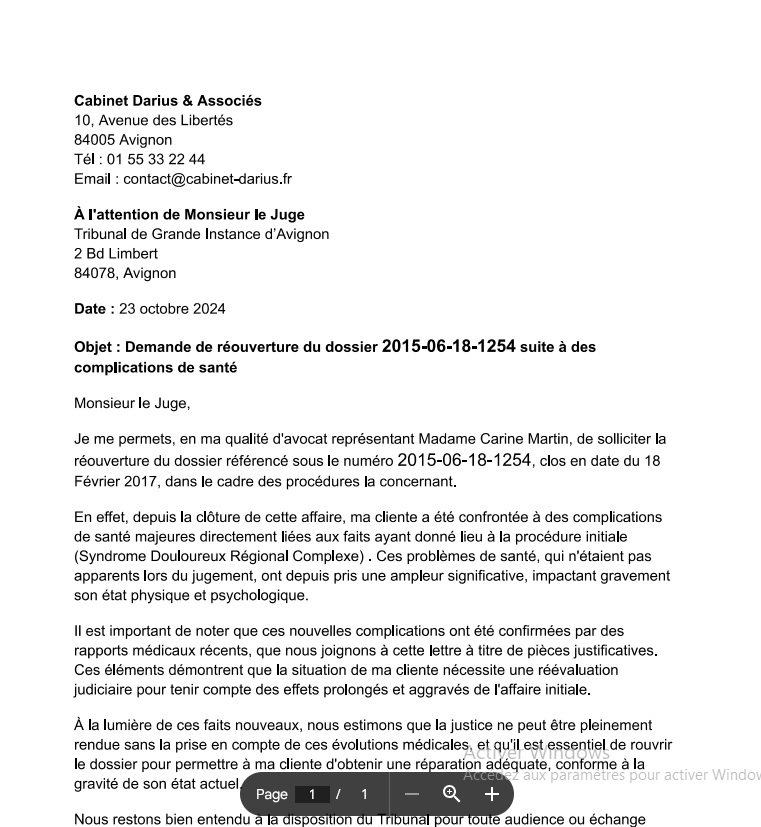 Cabinet Darius & Associés
10, Avenue des Libertés
84005 Avignon
Tél : 01 55 33 22 44
Email : contact@cabinet-darius.fr
À l'attention de Monsieur le Juge
Tribunal de Grande Instance d’Avignon
2 Bd Limbert
84078, Avignon
Date : 23 octobre 2024
Objet : Demande de réouverture du dossier 2015-06-18-1254 suite à des
complications de santé
Monsieur le Juge,
Je me permets, en ma qualité d'avocat représentant Madame Carine Martin, de solliciter la
réouverture du dossier référencé sous le numéro 2015-06-18-1254, clos en date du 18
Février 2017, dans le cadre des procédures la concernant.
En effet, depuis la clôture de cette affaire, ma cliente a été confrontée à des complications
de santé majeures directement liées aux faits ayant donné lieu à la procédure initiale
(Syndrome Douloureux Régional Complexe) . Ces problèmes de santé, qui n'étaient pas
apparents lors du jugement, ont depuis pris une ampleur significative, impactant gravement
son état physique et psychologique.
Il est important de noter que ces nouvelles complications ont été confirmées par des
rapports médicaux récents, que nous joignons à cette lettre à titre de pièces justificatives.
Ces éléments démontrent que la situation de ma cliente nécessite une réévaluation
judiciaire pour tenir compte des effets prolongés et aggravés de l'affaire initiale.
À la lumière de ces faits nouveaux, nous estimons que la justice ne peut être pleinement
rendue sans la prise en compte de ces évolutions médicales, et qu'il est essentiel de rouvrir
le dossier pour permettre à ma cliente d'obtenir une réparation adéquate, conforme à la
gravité de son état actuel.
Nous restons bien entendu à la disposition du Tribunal pour toute audience ou échange
Activer Windows
Accédez aux paramètres pour activer Window
Page 1 / 1